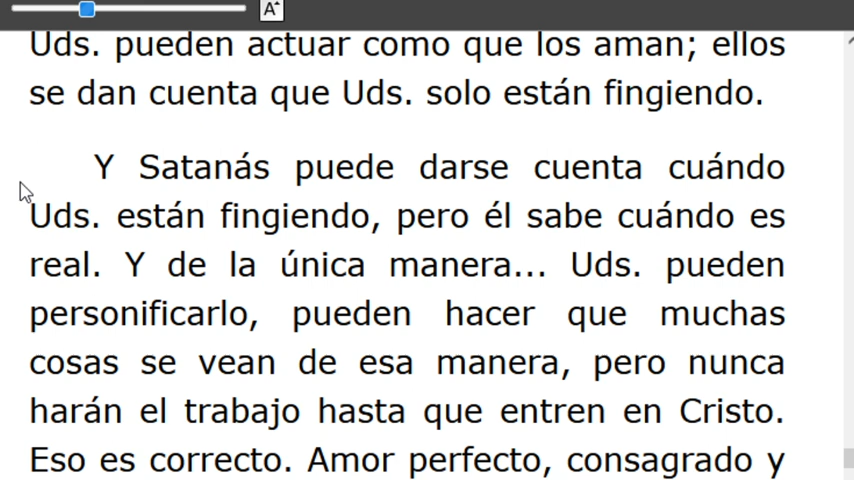 A
Uds. pueden actuar como que los aman; ellos
se dan cuenta que Uds. solo están fingiendo.
Y Satanás puede darse cuenta cuándo
Uds. están fingiendo, pero él sabe cuándo es
real. Y de la única manera... Uds. pueden
personificarlo, pueden hacer que muchas
cosas se vean de esa manera, pero nunca
harán el trabajo hasta que entren en Cristo.
Eso es correcto. Amor perfecto, consagrado y